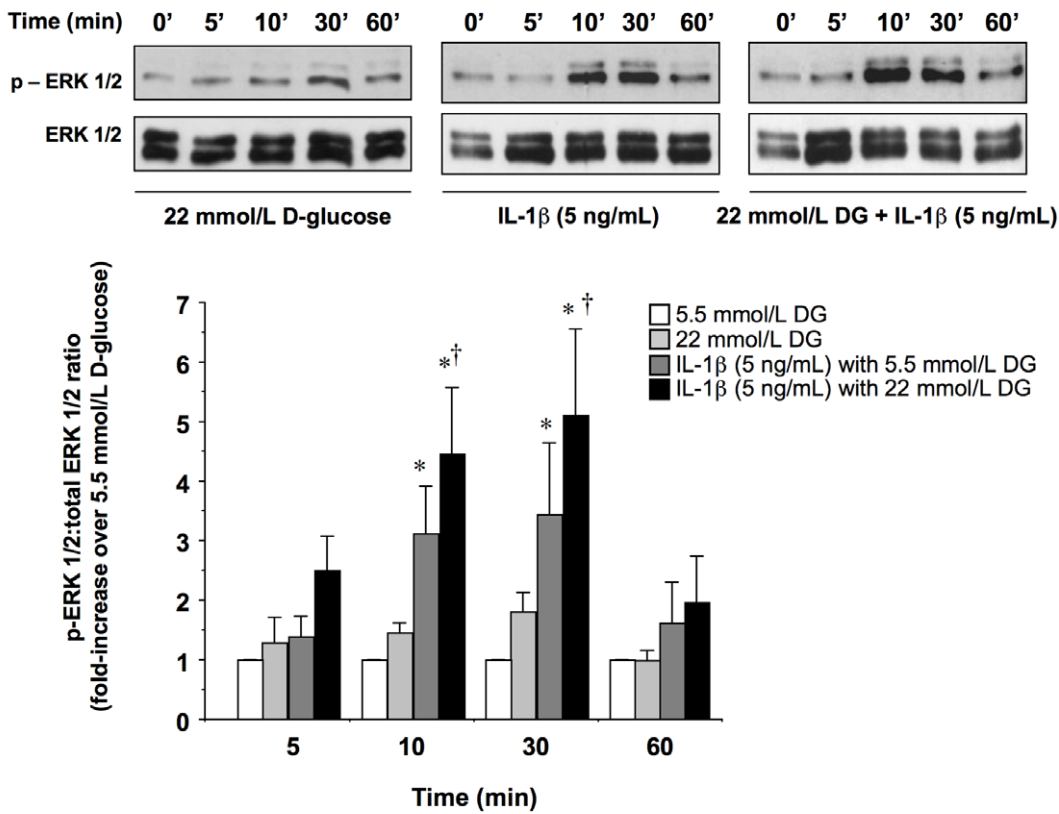 Time (min) 0’ 5’ 10’ 30’ 60’ 0’ 5’ 10’ 30’ 60’ 0’ 5’ 10’ 30’ 60’
p – ERK 1/2
ERK 1/2
22 mmol/L D-glucose IL-1β (5 ng/mL) 22 mmol/L DG + IL-1β (5 ng/mL)
p-ERK 1/2:total ERK 1/2 ratio
(fold-increase over 5.5 mmol/L D-glucose)
7
6
5
4
3
2
1
0
* †
*†
*
*
5.5 mmol/L DG
22 mmol/L DG
IL-1β (5 ng/mL) with 5.5 mmol/L DG
IL-1β (5 ng/mL) with 22 mmol/L DG
5 10 30 60
Time (min)